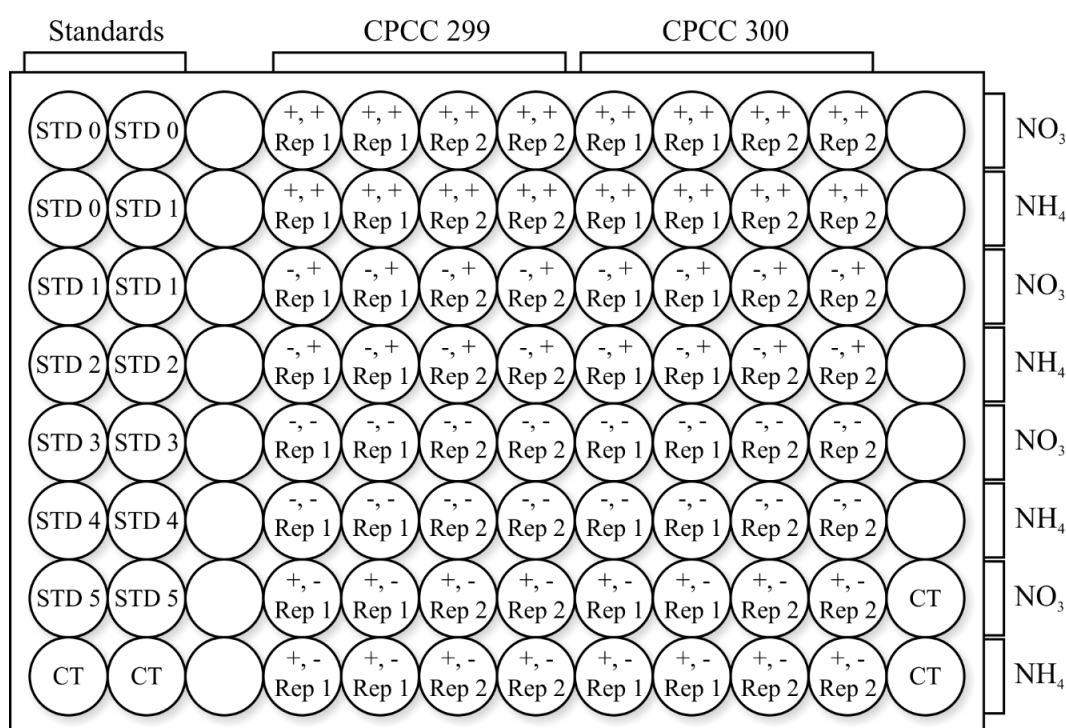 Standards CPCC 299 CPCC 300
STD 0 STD 0 +, + Rep 1 +, + Rep 1 +, + Rep 2 +, + Rep 2 +, + Rep 1 +, + Rep 1 +, + Rep 2 +, + Rep 2 NO₃
STD 0 STD 1 +, + Rep 1 +, + Rep 1 +, + Rep 2 +, + Rep 2 +, + Rep 1 +, + Rep 1 +, + Rep 2 +, + Rep 2 NH₄
STD 1 STD 1 -, + Rep 1 -, + Rep 1 -, + Rep 2 -, + Rep 2 -, + Rep 1 -, + Rep 1 -, + Rep 2 -, + Rep 2 NO₃
STD 2 STD 2 -, + Rep 1 -, + Rep 1 -, + Rep 2 -, + Rep 2 -, + Rep 1 -, + Rep 1 -, + Rep 2 -, + Rep 2 NH₄
STD 3 STD 3 -, - Rep 1 -, - Rep 1 -, - Rep 2 -, - Rep 2 -, - Rep 1 -, - Rep 1 -, - Rep 2 -, - Rep 2 NO₃
STD 4 STD 4 -, - Rep 1 -, - Rep 1 -, - Rep 2 -, - Rep 2 -, - Rep 1 -, - Rep 1 -, - Rep 2 -, - Rep 2 NH₄
STD 5 STD 5 +, - Rep 1 +, - Rep 1 +, - Rep 2 +, - Rep 2 +, - Rep 1 +, - Rep 1 +, - Rep 2 +, - Rep 2 CT NO₃
CT CT +, - Rep 1 +, - Rep 1 +, - Rep 2 +, - Rep 2 +, - Rep 1 +, - Rep 1 +, - Rep 2 +, - Rep 2 CT NH₄